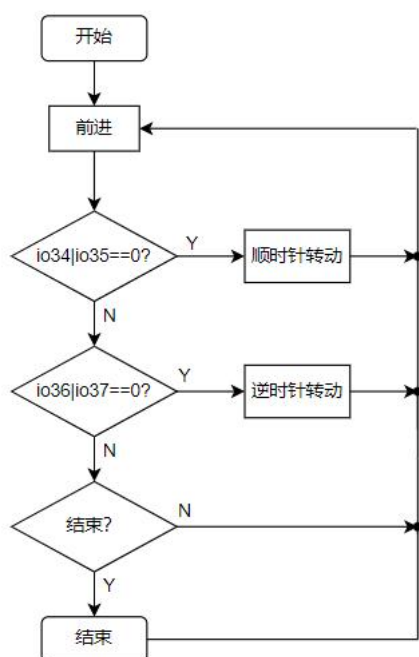 开始
前进
io34|io35==0?
Y
顺时针转动
N
io36|io37==0?
Y
逆时针转动
N
结束?
N
Y
结束